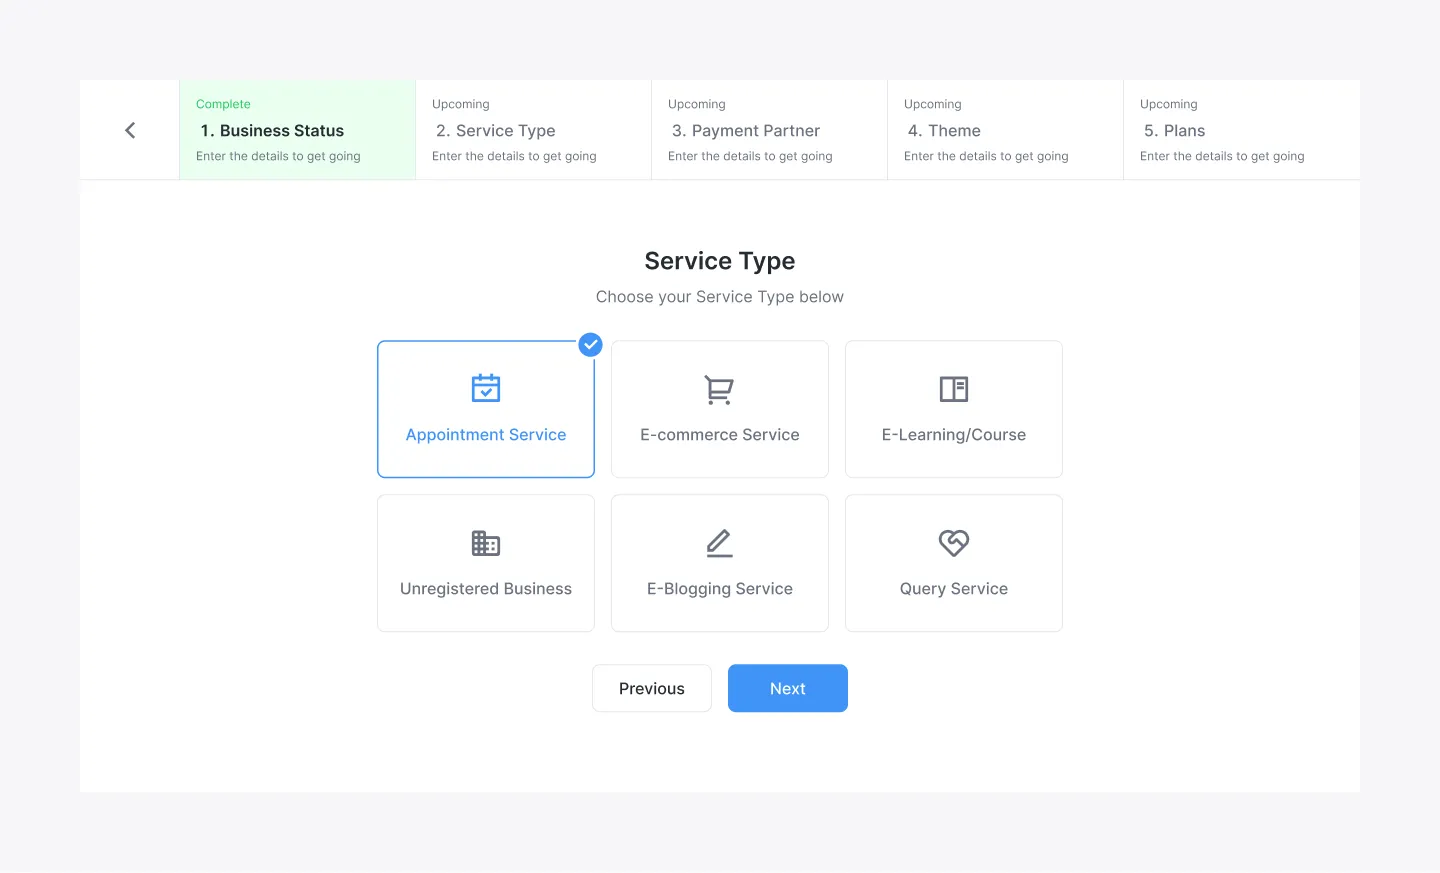 Complete
1. Business Status
Enter the details to get going
Upcoming
2. Service Type
Enter the details to get going
Upcoming
3. Payment Partner
Enter the details to get going
Upcoming
4. Theme
Enter the details to get going
Upcoming
5. Plans
Enter the details to get going
Service Type
Choose your Service Type below
Appointment Service
E-commerce Service
E-Learning/Course
Unregistered Business
E-Blogging Service
Query Service
Previous
Next